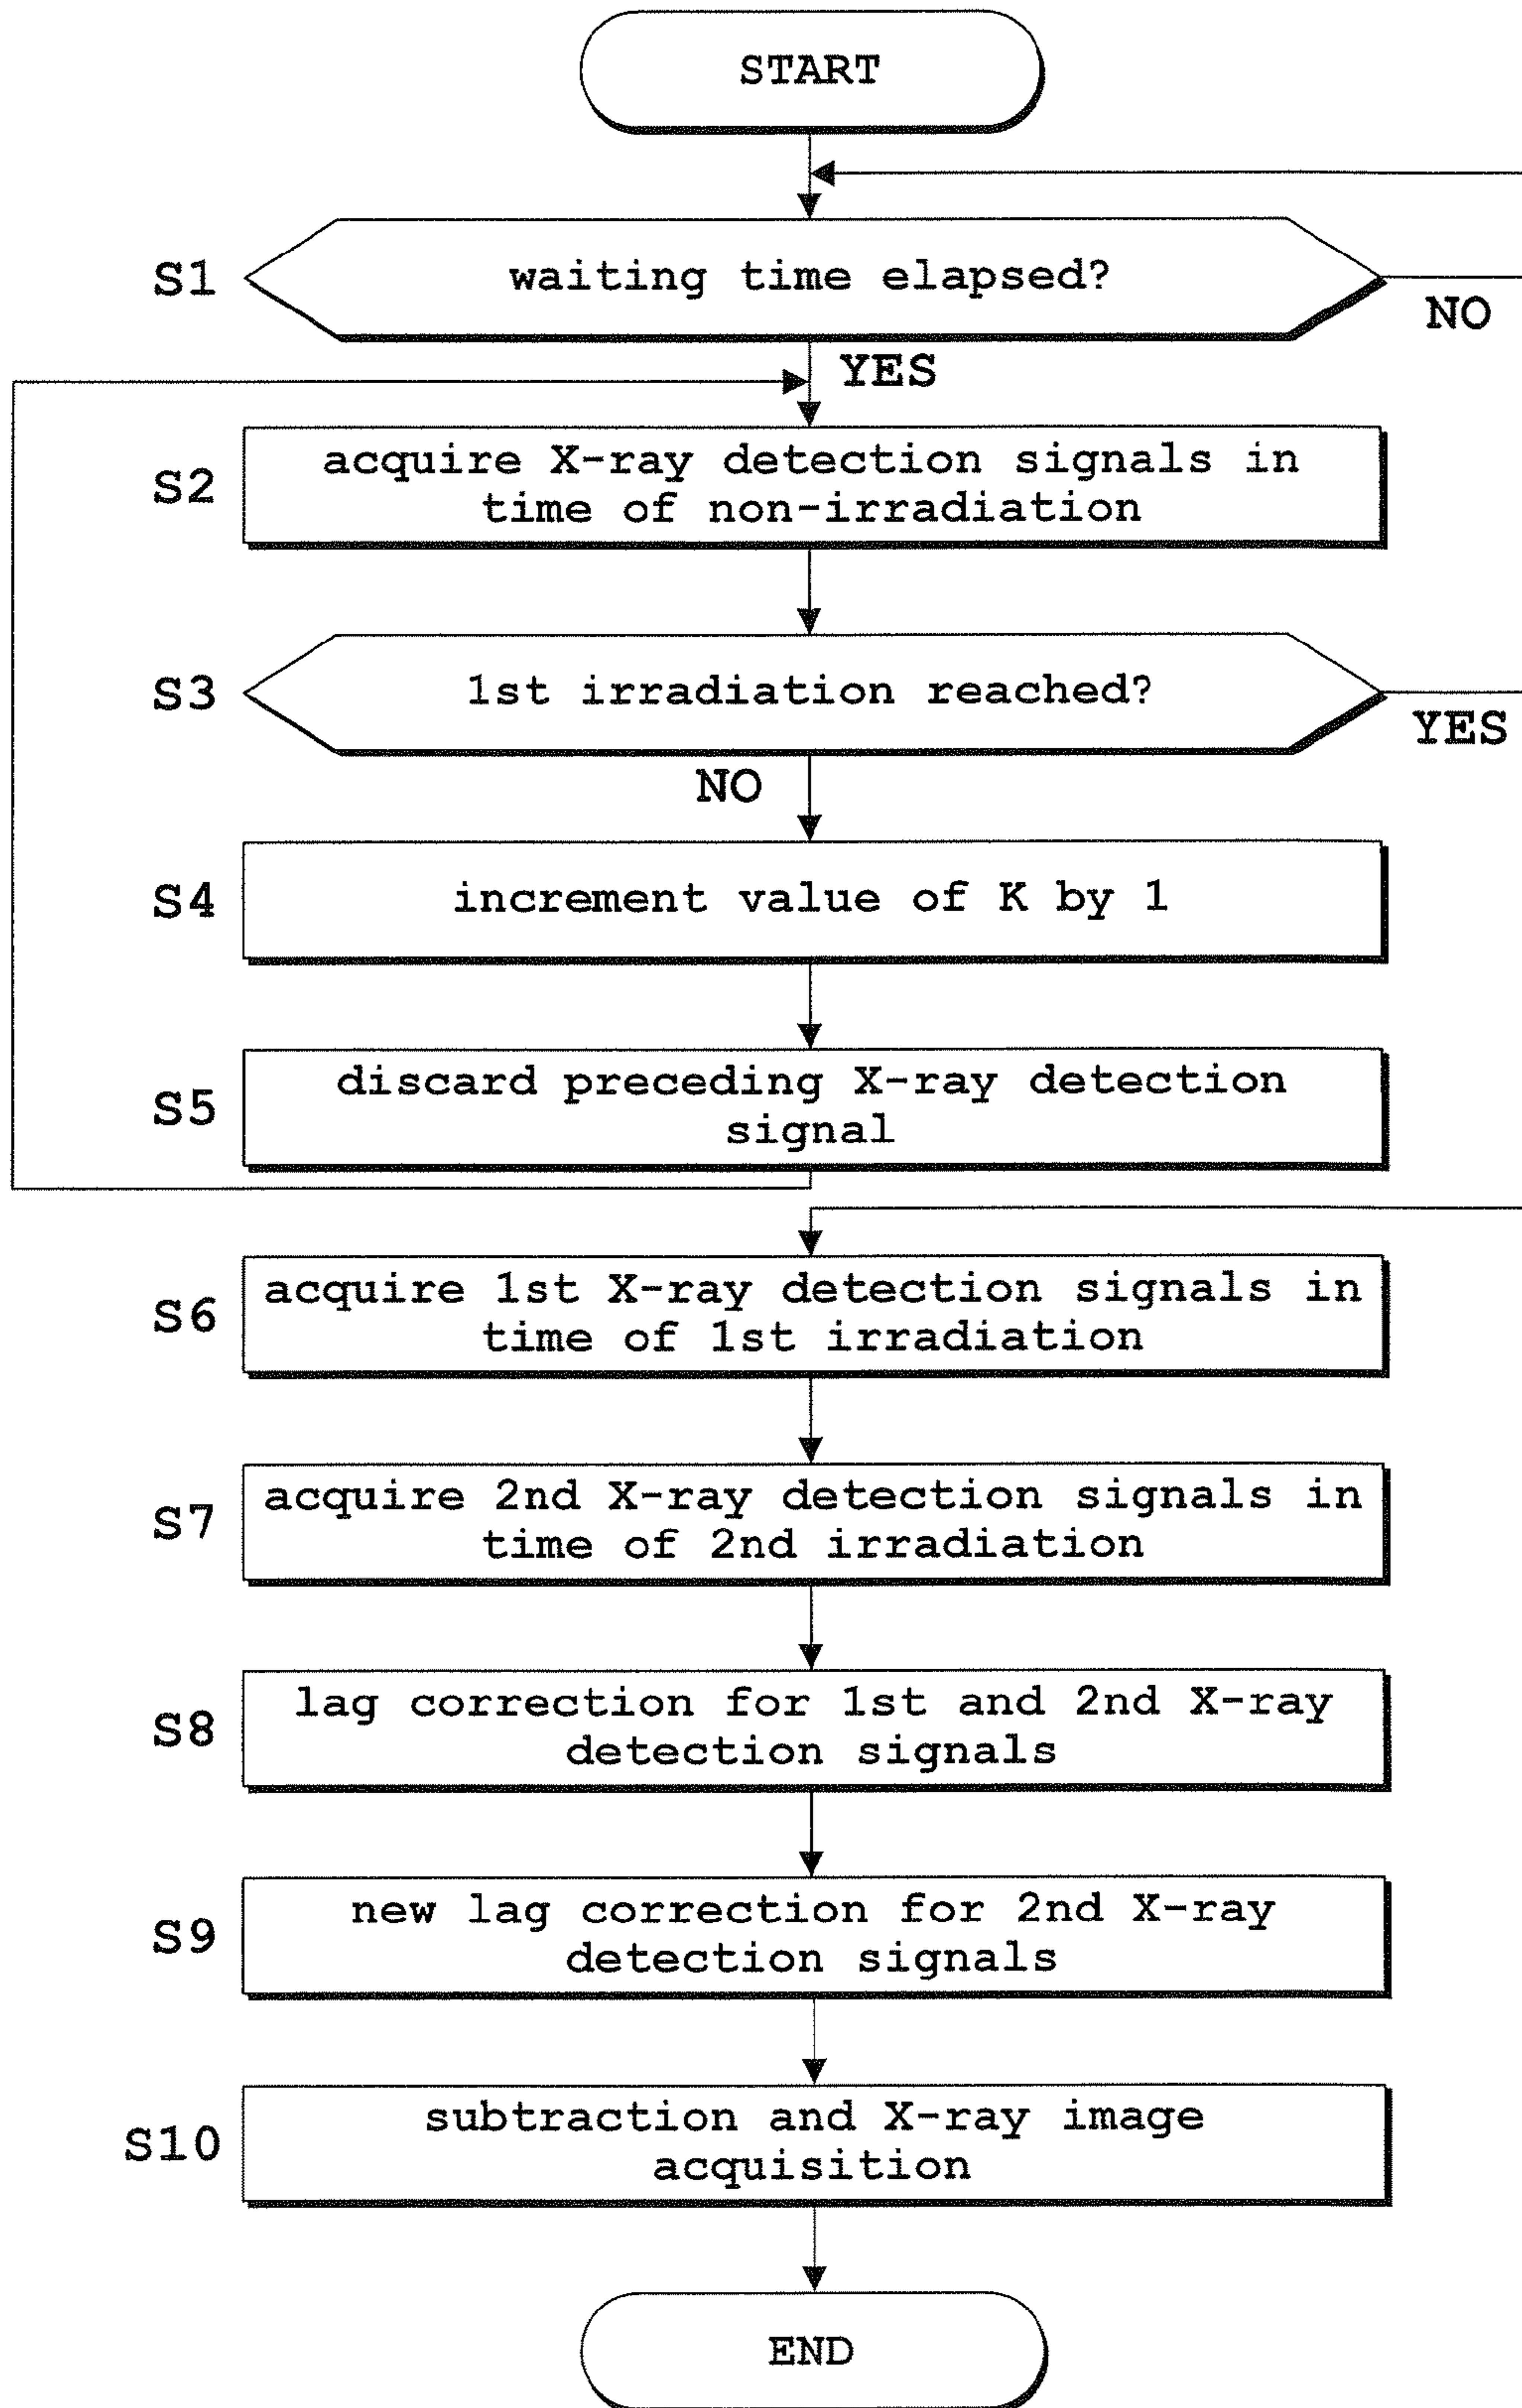 START
S1
waiting time elapsed?
NO
YES
S2
acquire X-ray detection signals in
time of non-irradiation
S3
1st irradiation reached?
YES
NO
S4
increment value of K by 1
S5
discard preceding X-ray detection
signal
S6
acquire 1st X-ray detection signals in
time of 1st irradiation
S7
acquire 2nd X-ray detection signals in
time of 2nd irradiation
S8
lag correction for 1st and 2nd X-ray
detection signals
S9
new lag correction for 2nd X-ray
detection signals
S10
subtraction and X-ray image
acquisition
END